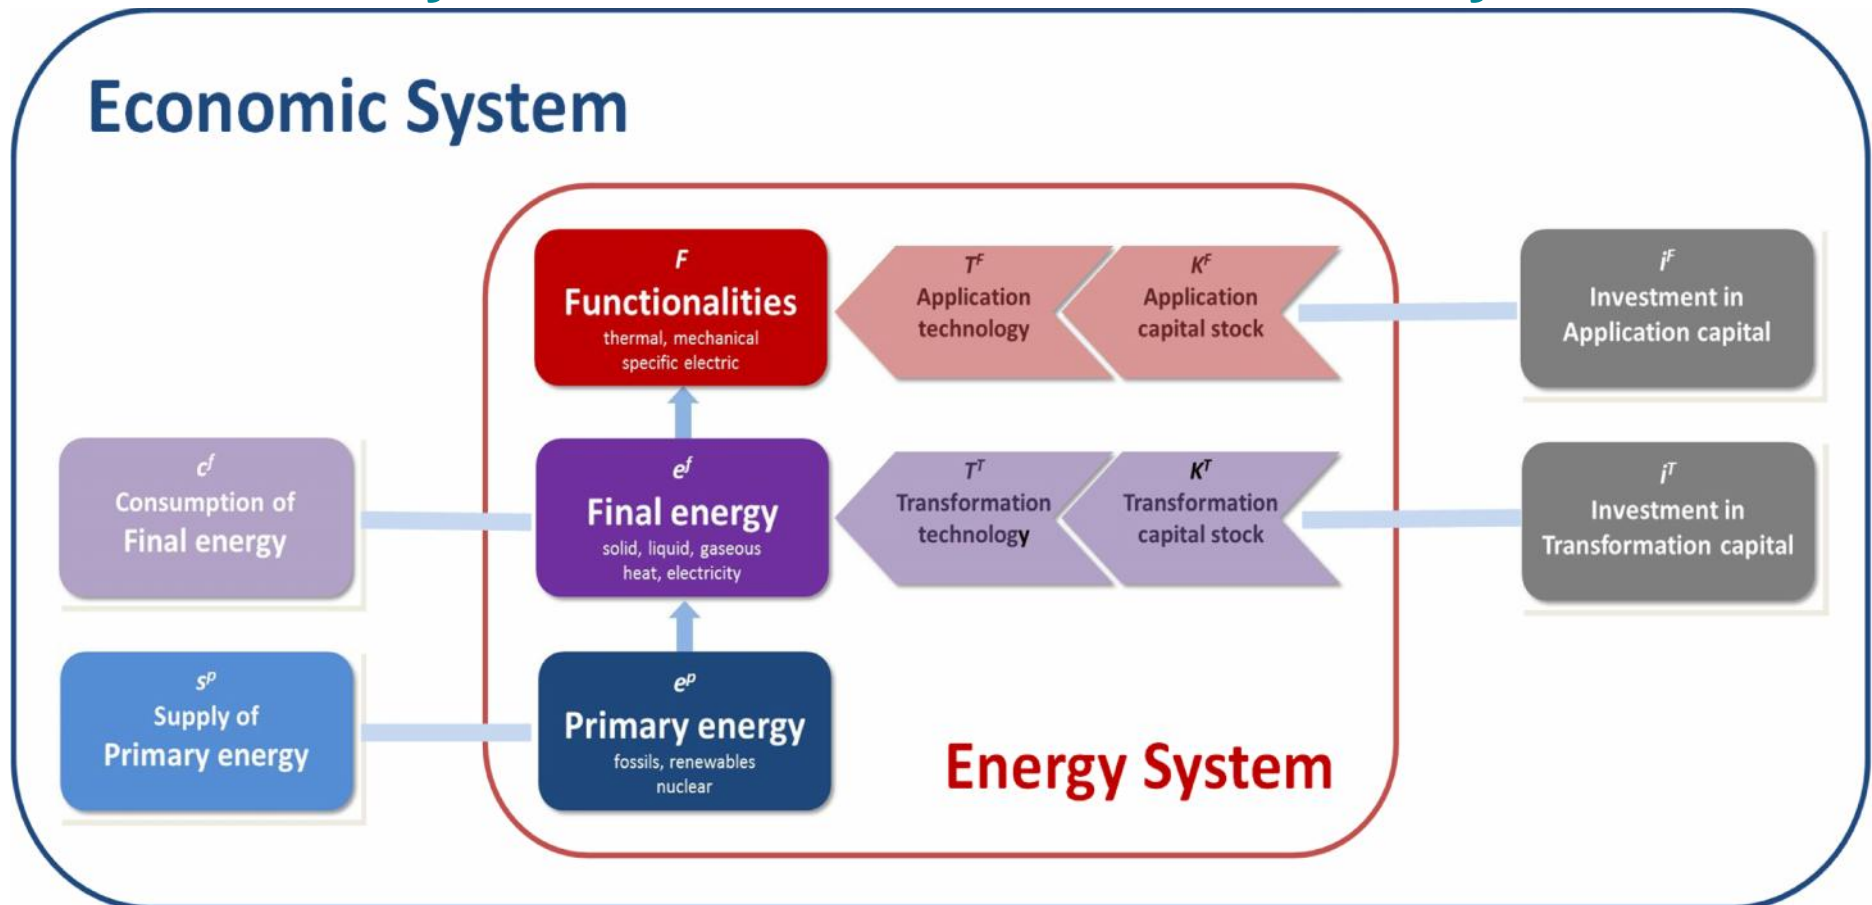 Economic System
F
Functionalities
thermal, mechanical
specific electric
T^F
Application
technology
K^F
Application
capital stock
i^F
Investment in
Application capital
c^f
Consumption of
Final energy
e^f
Final energy
solid, liquid, gaseous
heat, electricity
T^T
Transformation
technology
K^T
Transformation
capital stock
i^T
Investment in
Transformation capital
s^p
Supply of
Primary energy
e^p
Primary energy
fossils, renewables
nuclear
Energy System